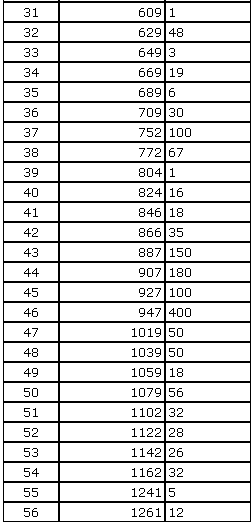 31 609 1
32 629 48
33 649 3
34 669 19
35 689 6
36 709 30
37 752 100
38 772 67
39 804 1
40 824 16
41 846 18
42 866 35
43 887 150
44 907 180
45 927 100
46 947 400
47 1019 50
48 1039 50
49 1059 18
50 1079 56
51 1102 32
52 1122 28
53 1142 26
54 1162 32
55 1241 5
56 1261 12